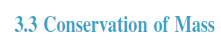 3.3 Conservation of Mass